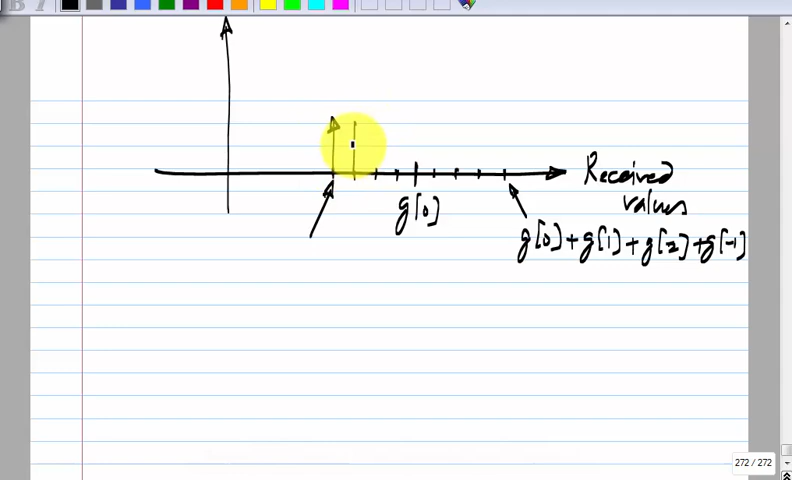 B I
Received
values
g[0]
g[0]+g[1]+g[2]+g[-1]
272 / 272